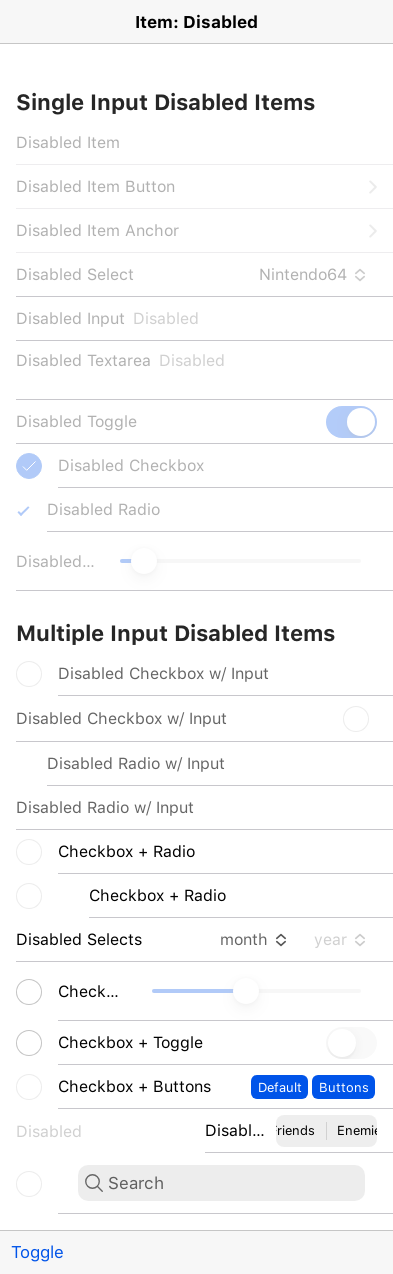 Item: Disabled
Single Input Disabled Items
Disabled Item
Disabled Item Button
Disabled Item Anchor
Disabled Select Nintendo64
Disabled Input Disabled
Disabled Textarea Disabled
Disabled Toggle
Disabled Checkbox
Disabled Radio
Disabled...
Multiple Input Disabled Items
Disabled Checkbox w/ Input
Disabled Checkbox w/ Input
Disabled Radio w/ Input
Disabled Radio w/ Input
Checkbox + Radio
Checkbox + Radio
Disabled Selects month year
Check...
Checkbox + Toggle
Checkbox + Buttons Default Buttons
Disabled Disabl... Friends Enemie
Search
Toggle